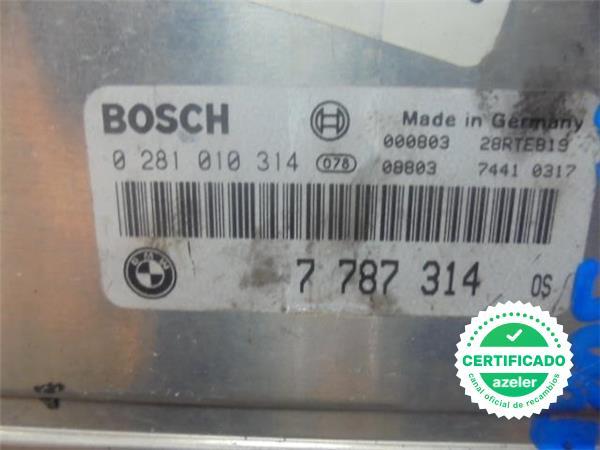 BOSCH
Made in Germany
000803 28RTEB19
0 281 010 314 078 08803 7441 0317
BMW
7 787 314 OS
CERTIFICADO
azeler
canal oficial de recambios